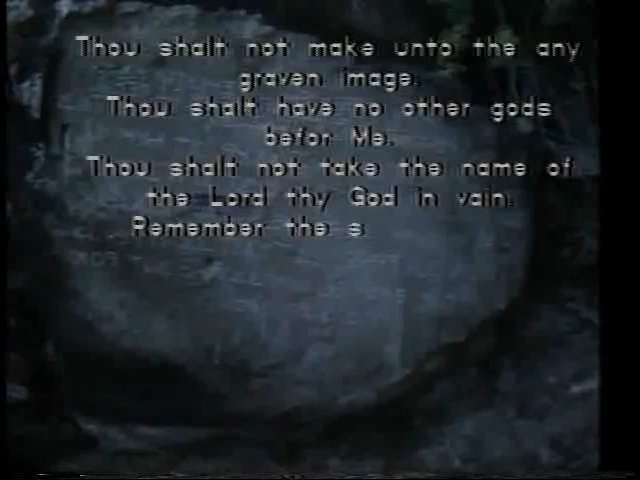 Thou shalt not make unto the any
graven image.
Thou shalt have no other gods
befor Me.
Thou shalt not take the name of
the Lord thy God in vain.
Remember the s